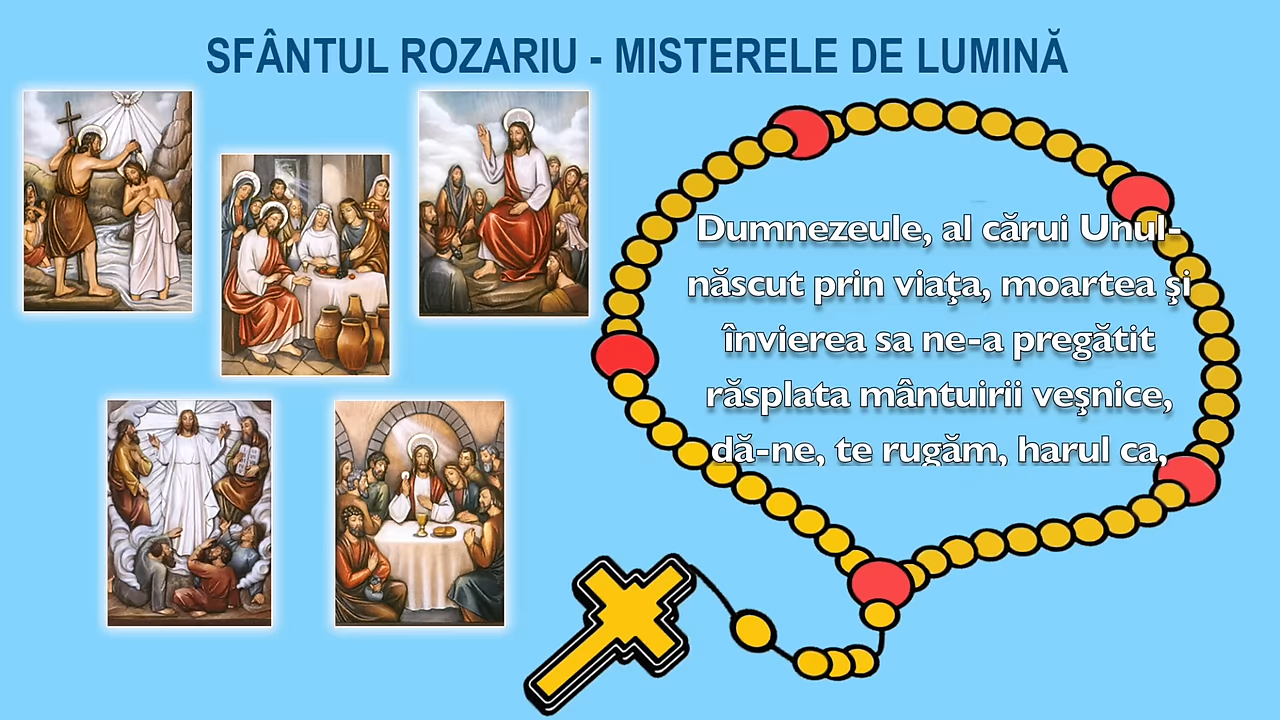 SFÂNTUL ROZARIU - MISTERELE DE LUMINĂ
Dumnezeule, al cărui Unul-
născut prin viaţa, moartea şi
învierea sa ne-a pregătit
răsplata mântuirii veşnice,
dă-ne, te rugăm, harul ca,